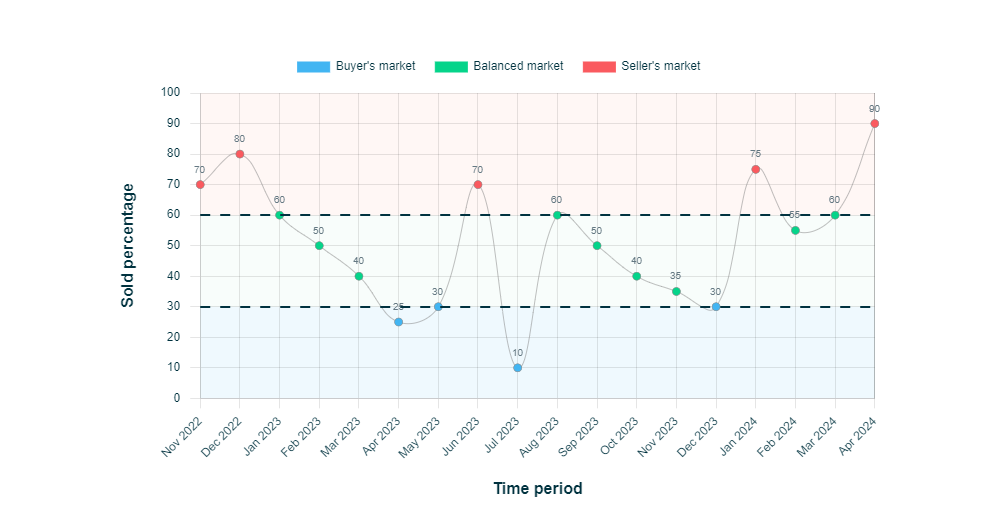 Buyer's market Balanced market Seller's market
Sold percentage
100
90
80
70
60
50
40
30
20
10
0
70
80
60
50
40
25
30
70
10
60
50
40
35
30
75
55
60
90
Nov 2022
Dec 2022
Jan 2023
Feb 2023
Mar 2023
Apr 2023
May 2023
Jun 2023
Jul 2023
Aug 2023
Sep 2023
Oct 2023
Nov 2023
Dec 2023
Jan 2024
Feb 2024
Mar 2024
Apr 2024
Time period